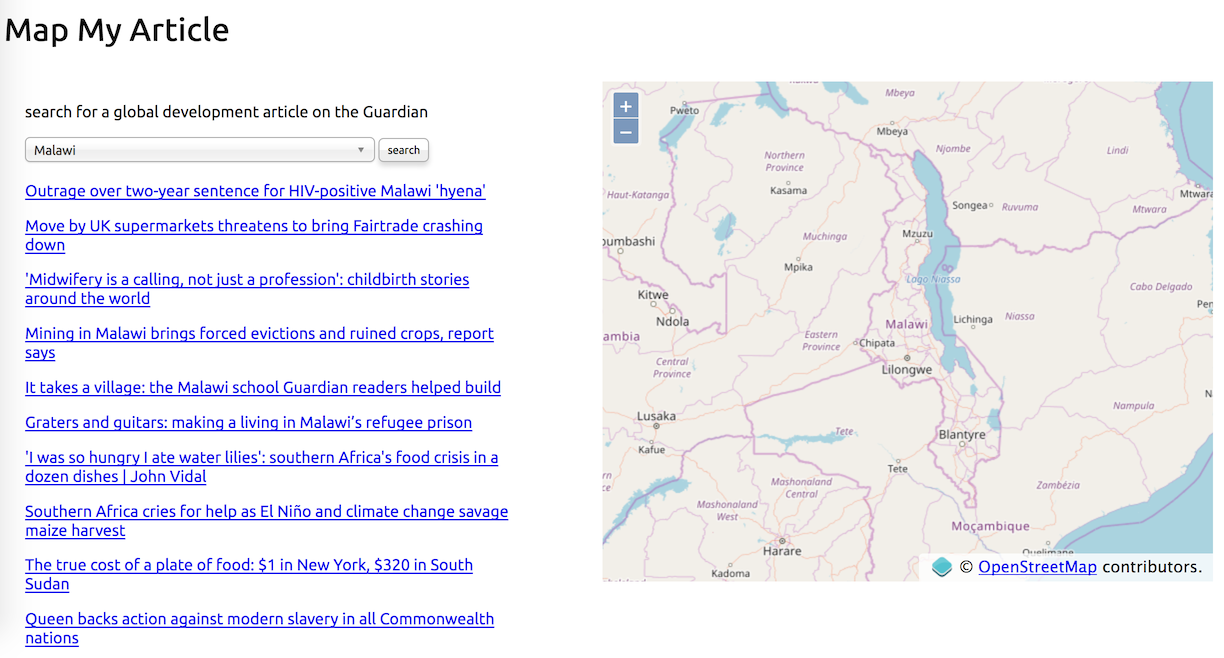 Map My Article
search for a global development article on the Guardian
Malawi
search
Outrage over two-year sentence for HIV-positive Malawi 'hyena'
Move by UK supermarkets threatens to bring Fairtrade crashing
down
'Midwifery is a calling, not just a profession': childbirth stories
around the world
Mining in Malawi brings forced evictions and ruined crops, report
says
It takes a village: the Malawi school Guardian readers helped build
Graters and guitars: making a living in Malawi’s refugee prison
'I was so hungry I ate water lilies': southern Africa's food crisis in a
dozen dishes | John Vidal
Southern Africa cries for help as El Niño and climate change savage
maize harvest
The true cost of a plate of food: $1 in New York, $320 in South
Sudan
Queen backs action against modern slavery in all Commonwealth
nations
+
−
Pweto
Mbeya
Mbeya
Njombe
Lindi
Northern
Province
Kasama
Haut-Katanga
Songea
Ruvuma
Mtwara
Mtwara
Muchinga
Mzuzu
oumbashi
Mpika
Lago Niassa
Cabo Delgado
Kitwe
Ndola
Malawi
Lichinga
Niassa
Pen
ambia
Eastern
Province
Chipata
Central
Province
Lilongwe
Lusaka
Nampula
Kafue
Tete
Blantyre
Tete
Zambézia
Mashonaland
Central
Mashonaland
West
Moçambique
Harare
Quelimane
Kadoma
© OpenStreetMap contributors.